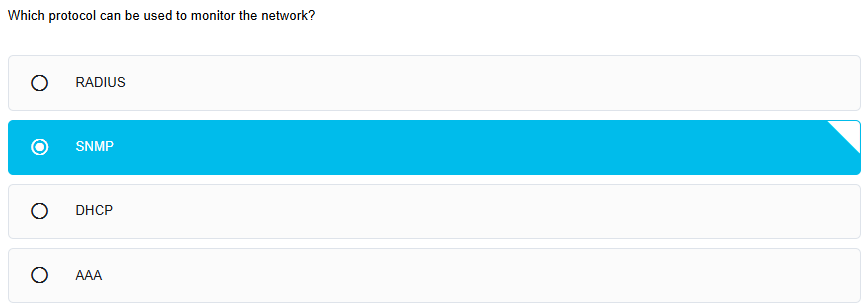 Which protocol can be used to monitor the network?
RADIUS
SNMP
DHCP
AAA